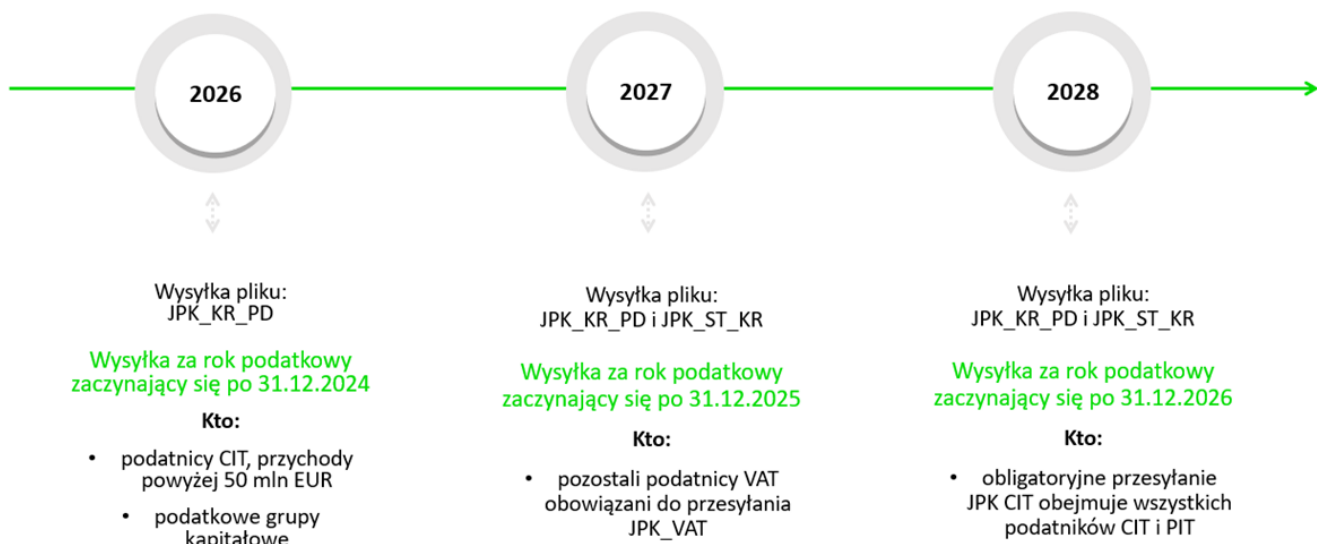 2026
2027
2028
Wysyłka pliku:
JPK_KR_PD
Wysyłka za rok podatkowy
zaczynający się po 31.12.2024
Kto:
• podatnicy CIT, przychody
powyżej 50 mln EUR
• podatkowe grupy
kapitałowe
Wysyłka pliku:
JPK_KR_PD i JPK_ST_KR
Wysyłka za rok podatkowy
zaczynający się po 31.12.2025
Kto:
• pozostali podatnicy VAT
obowiązani do przesyłania
JPK_VAT
Wysyłka pliku:
JPK_KR_PD i JPK_ST_KR
Wysyłka za rok podatkowy
zaczynający się po 31.12.2026
Kto:
• obligatoryjne przesyłanie
JPK CIT obejmuje wszystkich
podatników CIT i PIT